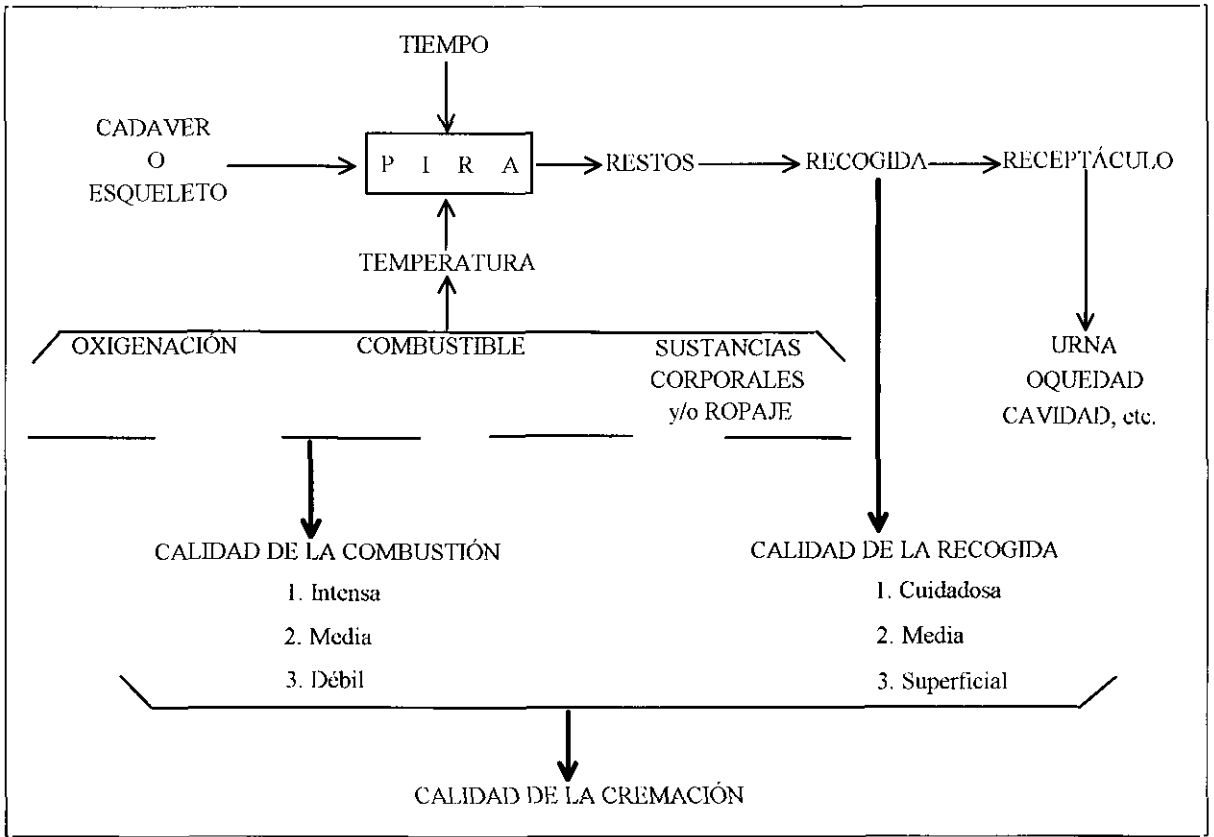 TIEMPO
CADAVER
O
ESQUELETO
P I R A
RESTOS
RECOGIDA
RECEPTÁCULO
TEMPERATURA
OXIGENACIÓN
COMBUSTIBLE
SUSTANCIAS
CORPORALES
y/o ROPAJE
URNA
OQUEDAD
CAVIDAD, etc.
CALIDAD DE LA COMBUSTIÓN
1. Intensa
2. Media
3. Débil
CALIDAD DE LA RECOGIDA
1. Cuidadosa
2. Media
3. Superficial
CALIDAD DE LA CREMACIÓN